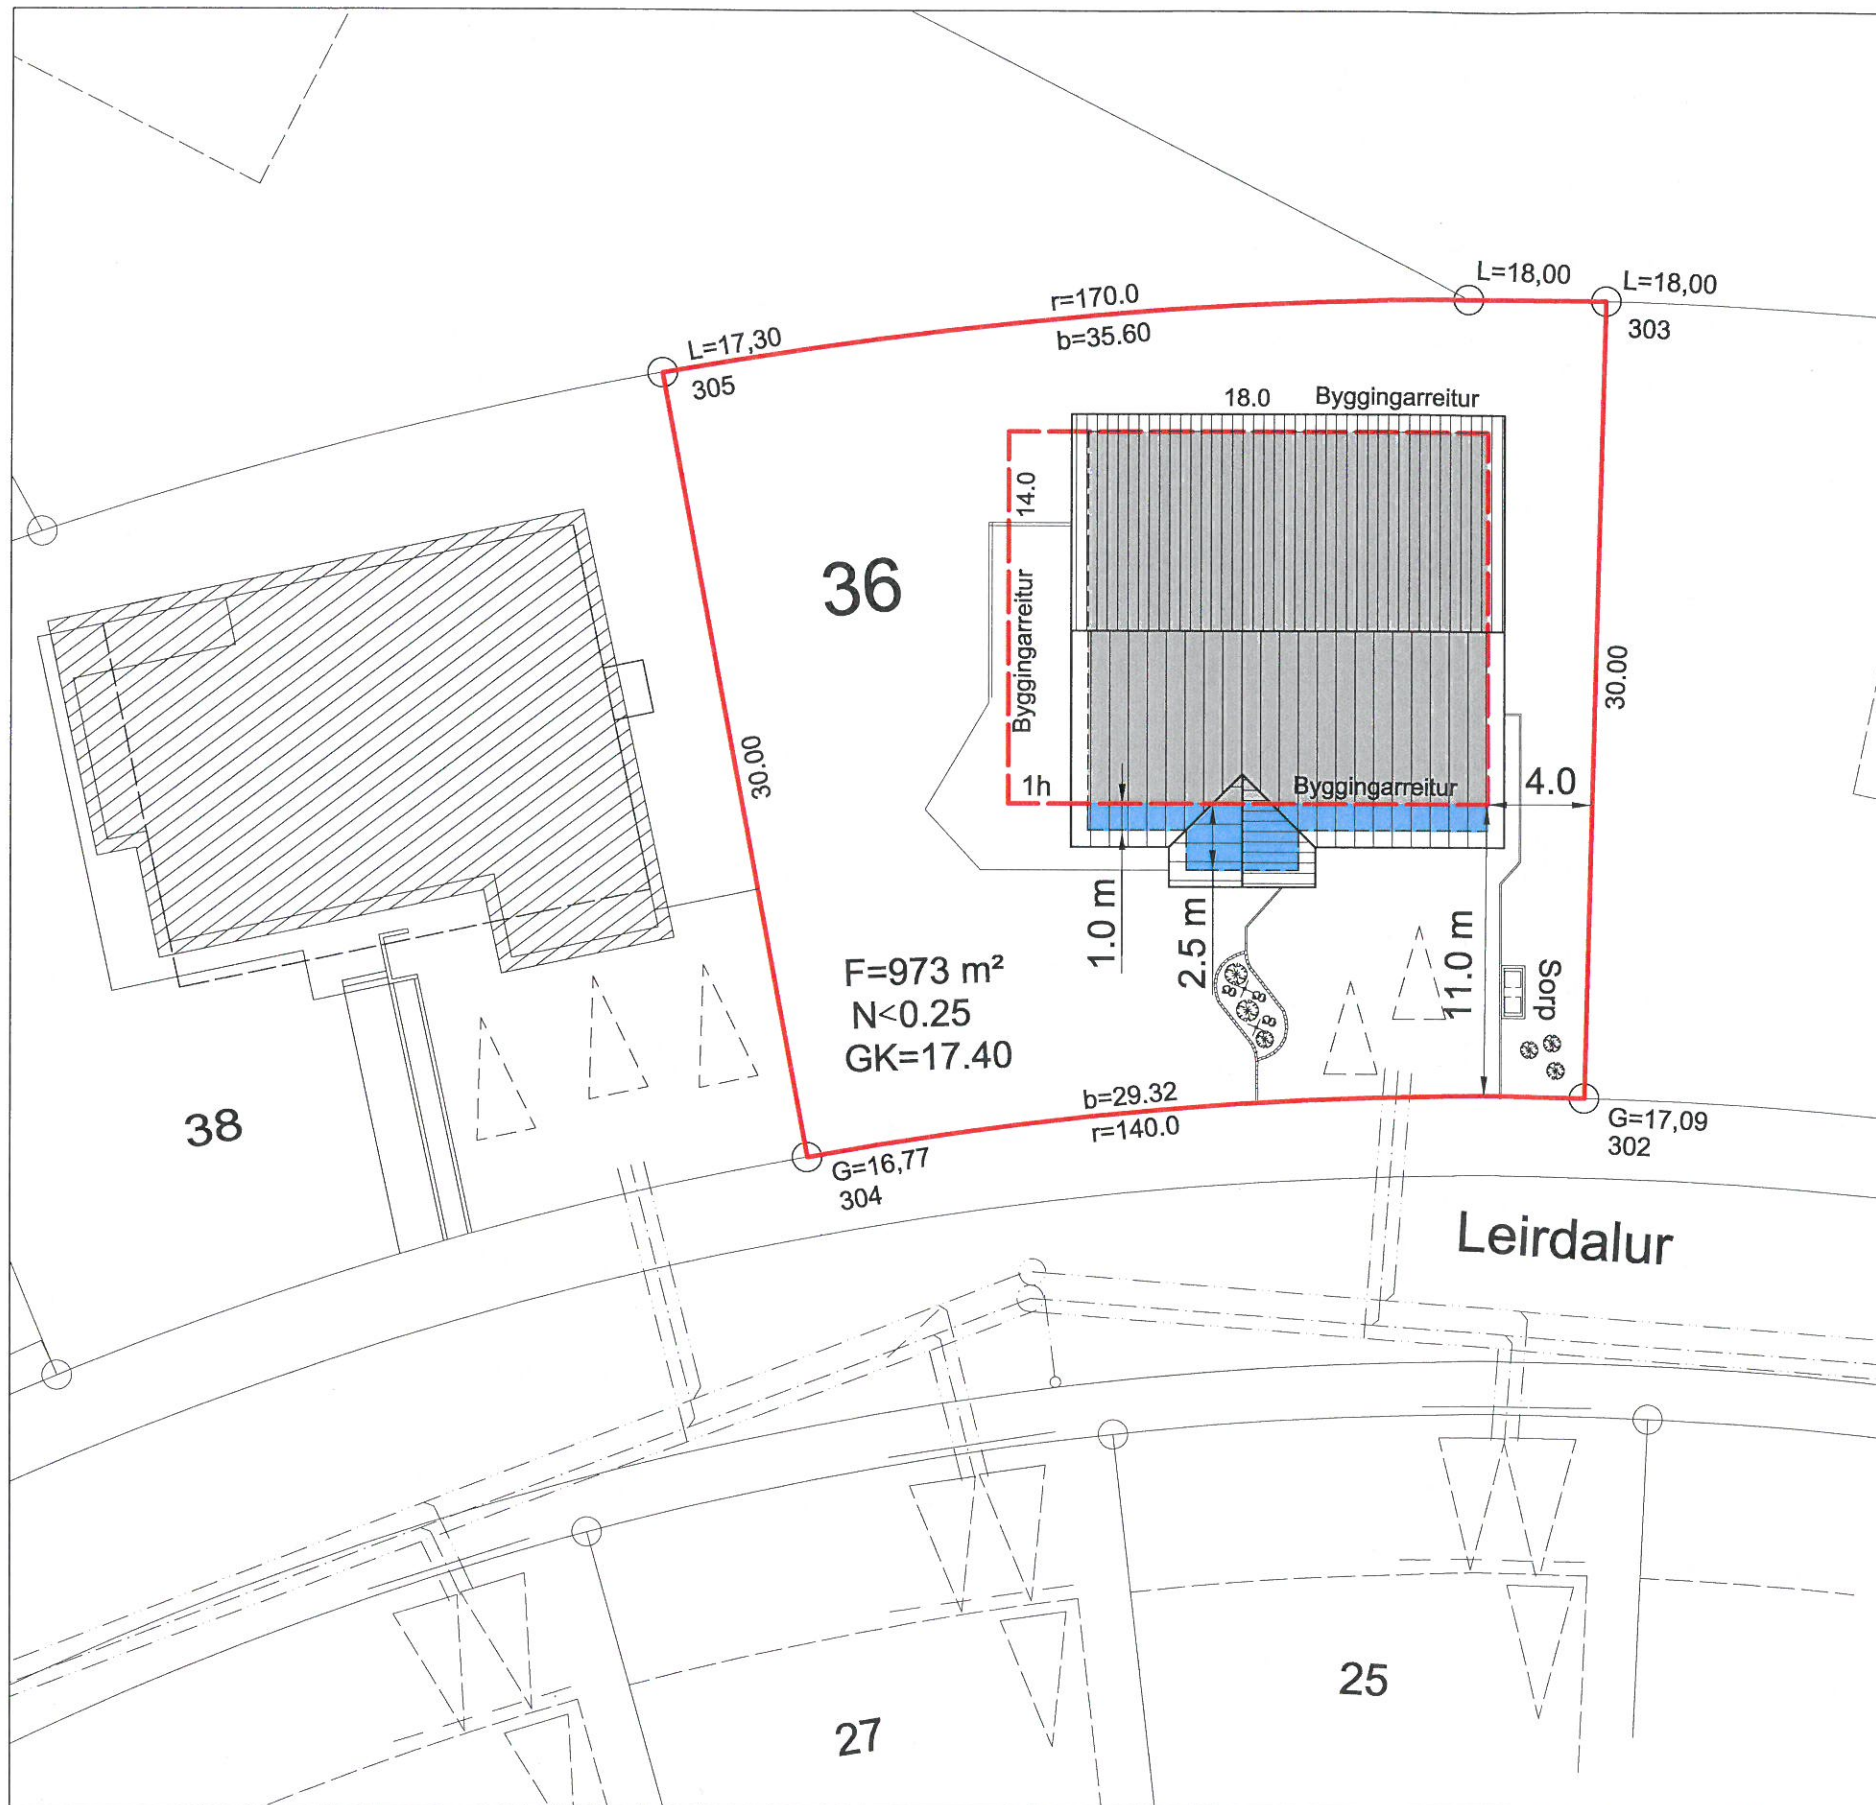 L=18,00
L=18,00
r=170.0
303
L=17,30
b=35.60
305
18.0 Byggingarreitur
14.0
36
Byggingarreitur
30.00
30.00
1h
Byggingarreitur
4.0
1.0 m
2.5 m
11.0 m
Sorp
F=973 m²
N<0.25
GK=17.40
b=29.32
r=140.0
38
G=17,09
302
G=16,77
304
Leirdalur
25
27